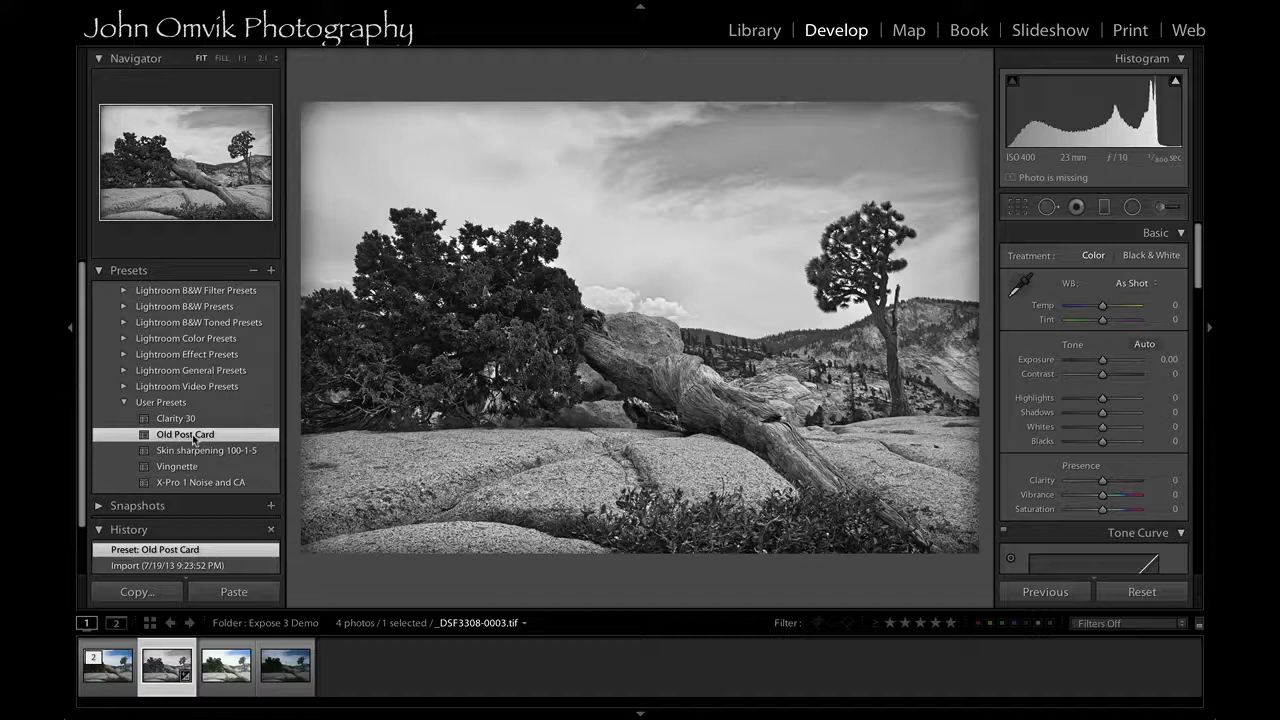 John Omvik Photography
Library | Develop | Map | Book | Slideshow | Print | Web
Navigator FIT FILL 1:1 2:1
Presets
Lightroom B&W Filter Presets
Lightroom B&W Presets
Lightroom B&W Toned Presets
Lightroom Color Presets
Lightroom Effect Presets
Lightroom General Presets
Lightroom Video Presets
User Presets
Clarity 30
Old Post Card
Skin sharpening 100-1-5
Vingnette
X-Pro 1 Noise and CA
Snapshots
History
Preset: Old Post Card
Import (7/19/13 9:23:52 PM)
Copy... Paste
Histogram
ISO 400 23 mm ƒ / 10 1/800 sec
Photo is missing
Basic
Treatment : Color Black & White
WB : As Shot
Temp 0
Tint 0
Tone Auto
Exposure 0.00
Contrast 0
Highlights 0
Shadows 0
Whites 0
Blacks 0
Presence
Clarity 0
Vibrance 0
Saturation 0
Tone Curve
Previous Reset
1 2 Folder : Expose 3 Demo 4 photos / 1 selected / _DSF3308-0003.tif Filter : Filters Off
2